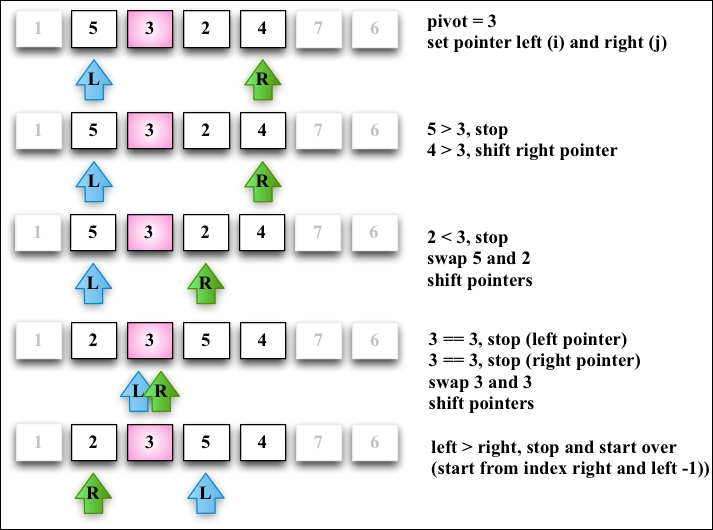 1 5 3 2 4 7 6
pivot = 3
set pointer left (i) and right (j)
L R
1 5 3 2 4 7 6
5 > 3, stop
4 > 3, shift right pointer
L R
1 5 3 2 4 7 6
2 < 3, stop
swap 5 and 2
shift pointers
L R
1 2 3 5 4 7 6
3 == 3, stop (left pointer)
3 == 3, stop (right pointer)
swap 3 and 3
shift pointers
L R
1 2 3 5 4 7 6
left > right, stop and start over
(start from index right and left -1))
R L